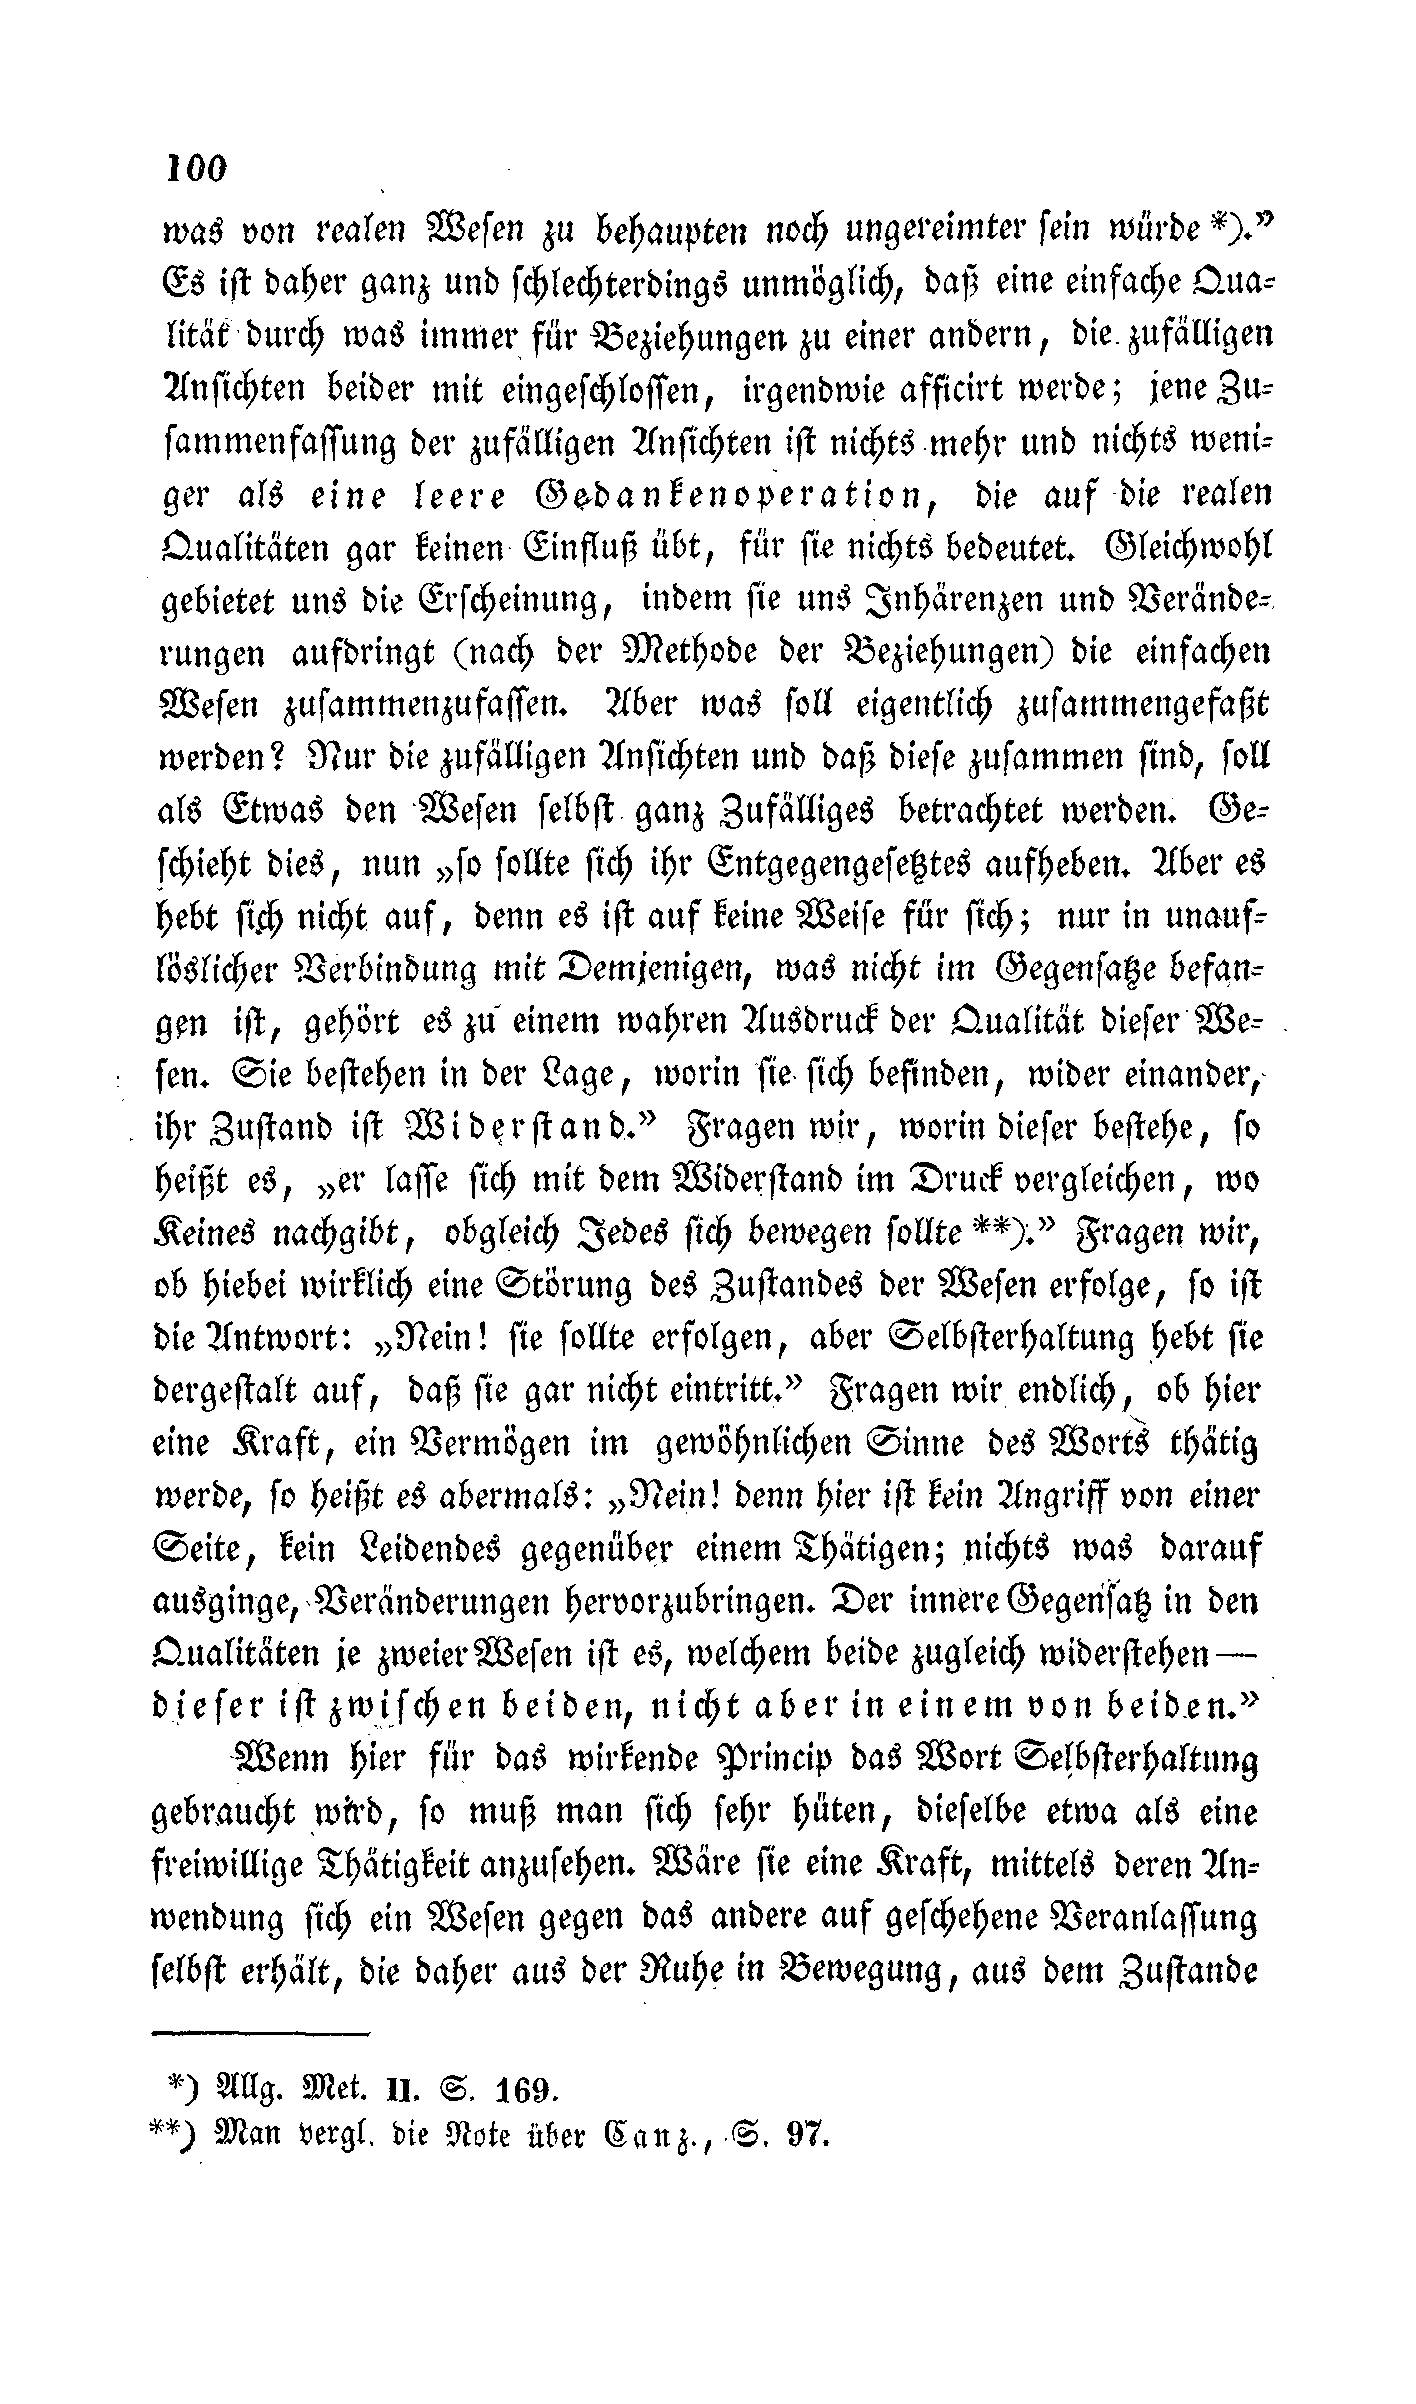 100
was von realen Wesen zu behaupten noch ungereimter sein würde *).”
Es ist daher ganz und schlechterdings unmöglich, daß eine einfache Qua-
lität durch was immer für Beziehungen zu einer andern, die zufälligen
Ansichten beider mit eingeschlossen, irgendwie afficirt werde; jene Zu-
sammenfassung der zufälligen Ansichten ist nichts mehr und nichts weni-
ger als eine leere Gedankenoperation, die auf die realen
Qualitäten gar keinen Einfluß übt, für sie nichts bedeutet. Gleichwohl
gebietet uns die Erscheinung, indem sie uns Inhärenzen und Verände-
rungen aufdringt (nach der Methode der Beziehungen) die einfachen
Wesen zusammenzufassen. Aber was soll eigentlich zusammengefaßt
werden? Nur die zufälligen Ansichten und daß diese zusammen sind, soll
als Etwas den Wesen selbst ganz Zufälliges betrachtet werden. Ge-
schieht dies, nun „so sollte sich ihr Entgegengesetztes aufheben. Aber es
hebt sich nicht auf, denn es ist auf keine Weise für sich; nur in unauf-
löslicher Verbindung mit Demjenigen, was nicht im Gegensatze befan-
gen ist, gehört es zu einem wahren Ausdruck der Qualität dieser We-
sen. Sie bestehen in der Lage, worin sie sich befinden, wider einander,
ihr Zustand ist Widerstand.” Fragen wir, worin dieser bestehe, so
heißt es, „er lasse sich mit dem Widerstand im Druck vergleichen, wo
Keines nachgibt, obgleich Jedes sich bewegen sollte **).” Fragen wir,
ob hiebei wirklich eine Störung des Zustandes der Wesen erfolge, so ist
die Antwort: „Nein! sie sollte erfolgen, aber Selbsterhaltung hebt sie
dergestalt auf, daß sie gar nicht eintritt.” Fragen wir endlich, ob hier
eine Kraft, ein Vermögen im gewöhnlichen Sinne des Worts thätig
werde, so heißt es abermals: „Nein! denn hier ist kein Angriff von einer
Seite, kein Leidendes gegenüber einem Thätigen; nichts was darauf
ausginge, Veränderungen hervorzubringen. Der innere Gegensatz in den
Qualitäten je zweier Wesen ist es, welchem beide zugleich widerstehen —
dieser ist zwischen beiden, nicht aber in einem von beiden.”
Wenn hier für das wirkende Princip das Wort Selbsterhaltung
gebraucht wird, so muß man sich sehr hüten, dieselbe etwa als eine
freiwillige Thätigkeit anzusehen. Wäre sie eine Kraft, mittels deren An-
wendung sich ein Wesen gegen das andere auf geschehene Veranlassung
selbst erhält, die daher aus der Ruhe in Bewegung, aus dem Zustande
*) Allg. Met. II. S. 169.
**) Man vergl. die Note über Canz., S. 97.